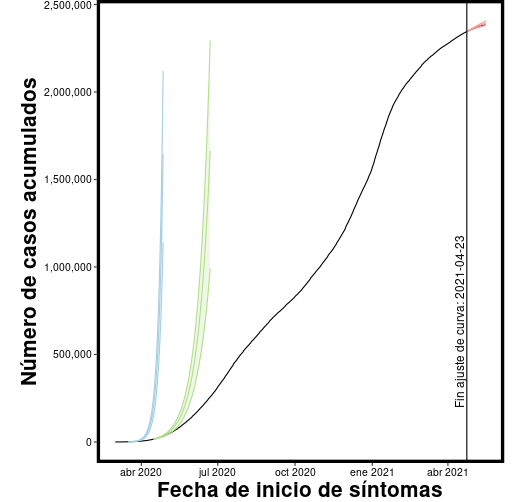 2,500,000
2,000,000
1,500,000
1,000,000
500,000
0
Número de casos acumulados
Fin ajuste de curva: 2021-04-23
abr 2020
jul 2020
oct 2020
ene 2021
abr 2021
Fecha de inicio de síntomas